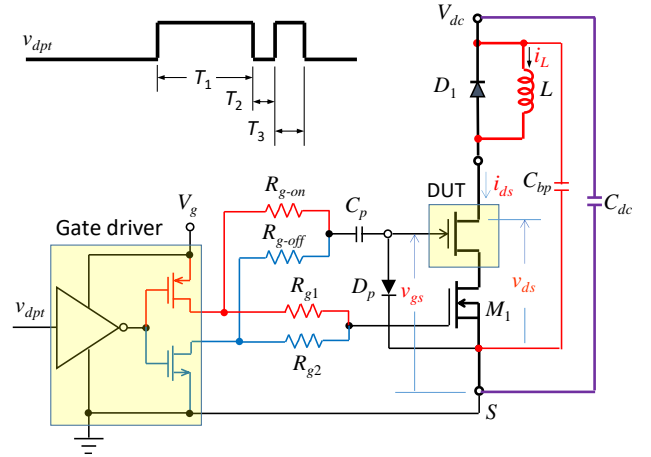 v_dpt
T_1
T_2
T_3
V_dc
i_L
D_1
L
R_g-on
C_p
DUT
i_ds
C_bp
C_dc
V_g
Gate driver
R_g-off
v_dpt
R_g1
D_p
v_gs
v_ds
M_1
R_g2
S